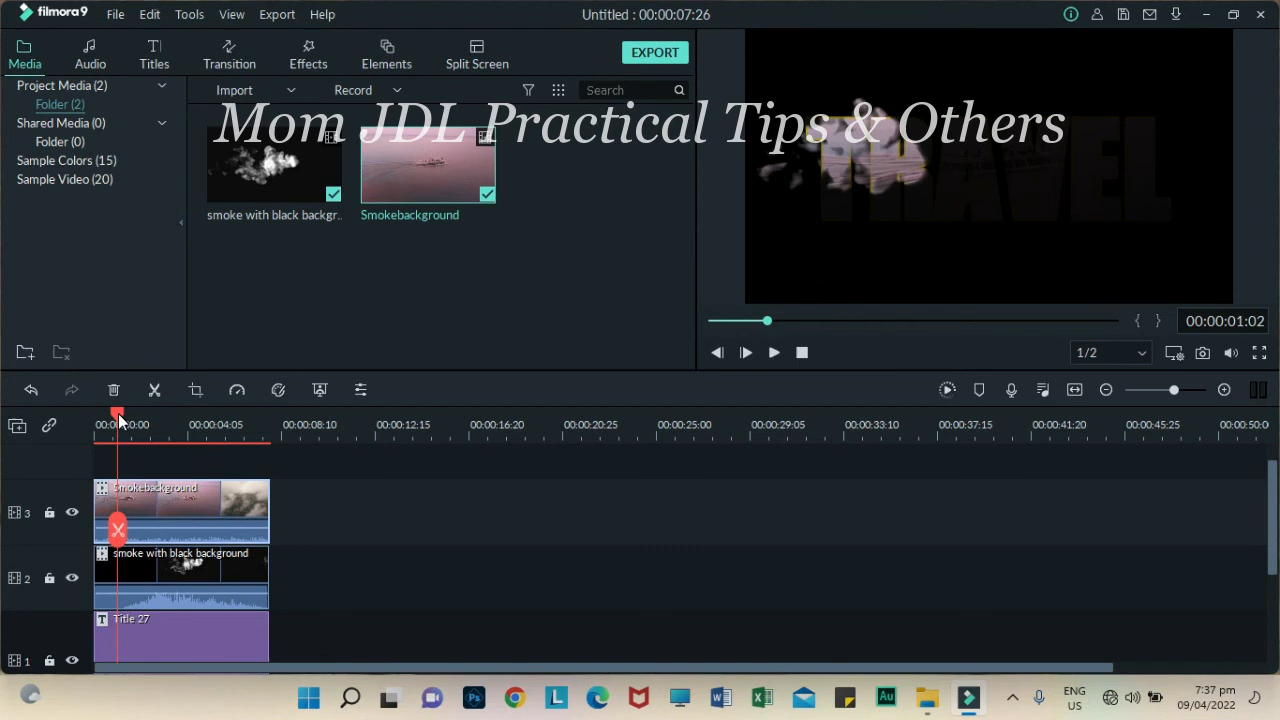 filmora9 File Edit Tools View Export Help Untitled : 00:00:07:26
Media Audio Titles Transition Effects Elements Split Screen EXPORT
Project Media (2)
Folder (2)
Shared Media (0)
Folder (0)
Sample Colors (15)
Sample Video (20)
Import Record Search
Mom JDL Practical Tips & Others
smoke with black backgr..
Smokebackground
TRAVEL
00:00:01:02
1/2
00:00:04:05 00:00:08:10 00:00:12:15 00:00:16:20 00:00:20:25 00:00:25:00 00:00:29:05 00:00:33:10 00:00:37:15 00:00:41:20 00:00:45:25 00:00:50:0
3 Smokebackground
2 smoke with black background
1 T Title 27
ENG
US
7:37 pm
09/04/2022